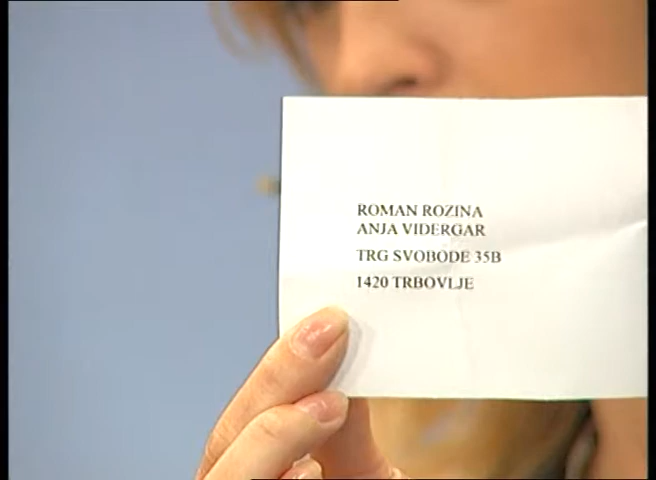 ROMAN ROZINA
ANJA VIDERGAR
TRG SVOBODE 35B
1420 TRBOVLJE